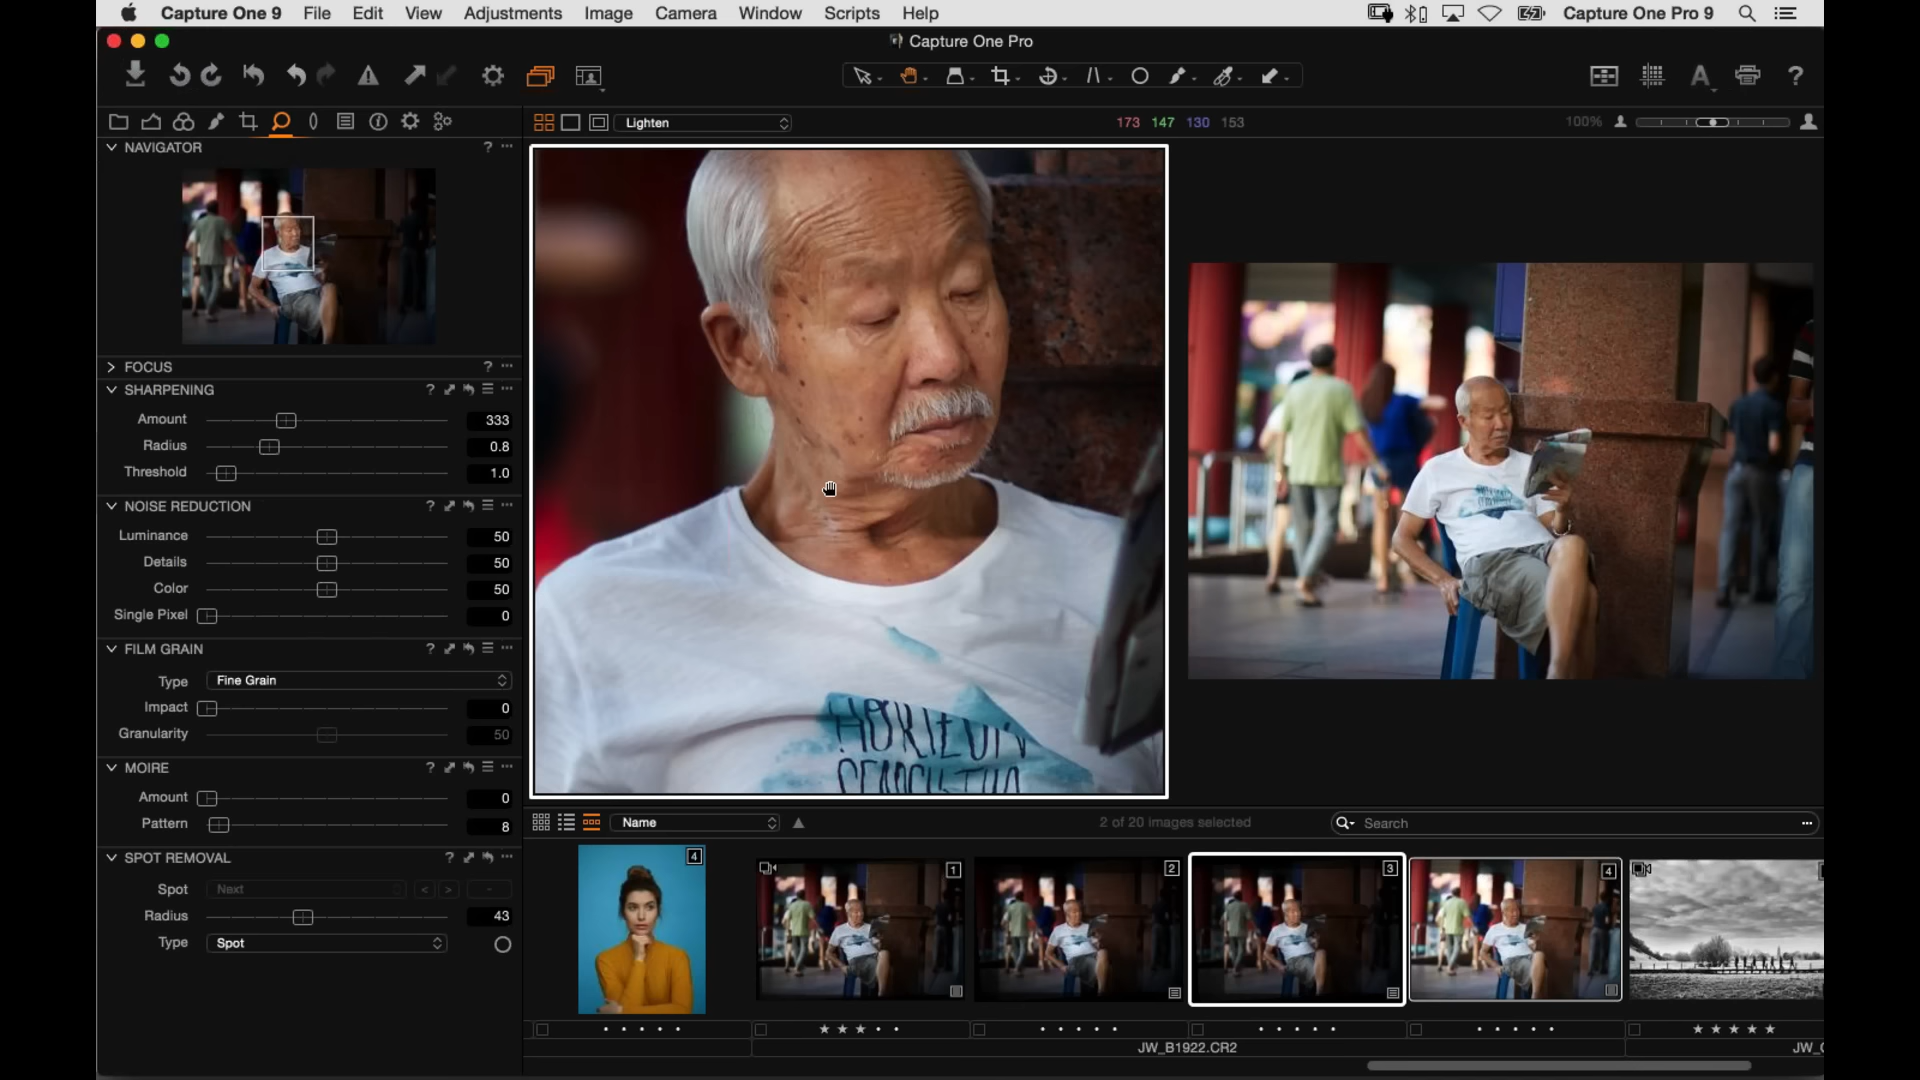 Capture One 9 File Edit View Adjustments Image Camera Window Scripts Help Capture One Pro 9
Capture One Pro
A ?
Lighten 173 147 130 153 100%
NAVIGATOR ?
FOCUS ?
SHARPENING ?
Amount 333
Radius 0.8
Threshold 1.0
NOISE REDUCTION ?
Luminance 50
Details 50
Color 50
Single Pixel 0
FILM GRAIN ?
Type Fine Grain
Impact 0
Granularity 50
MOIRE ?
Amount 0
Pattern 8
SPOT REMOVAL ?
Spot Next < > -
Radius 43
Type Spot
HORIZON
Name 2 of 20 images selected Search
4 1 2 3 4
JW_B1922.CR2